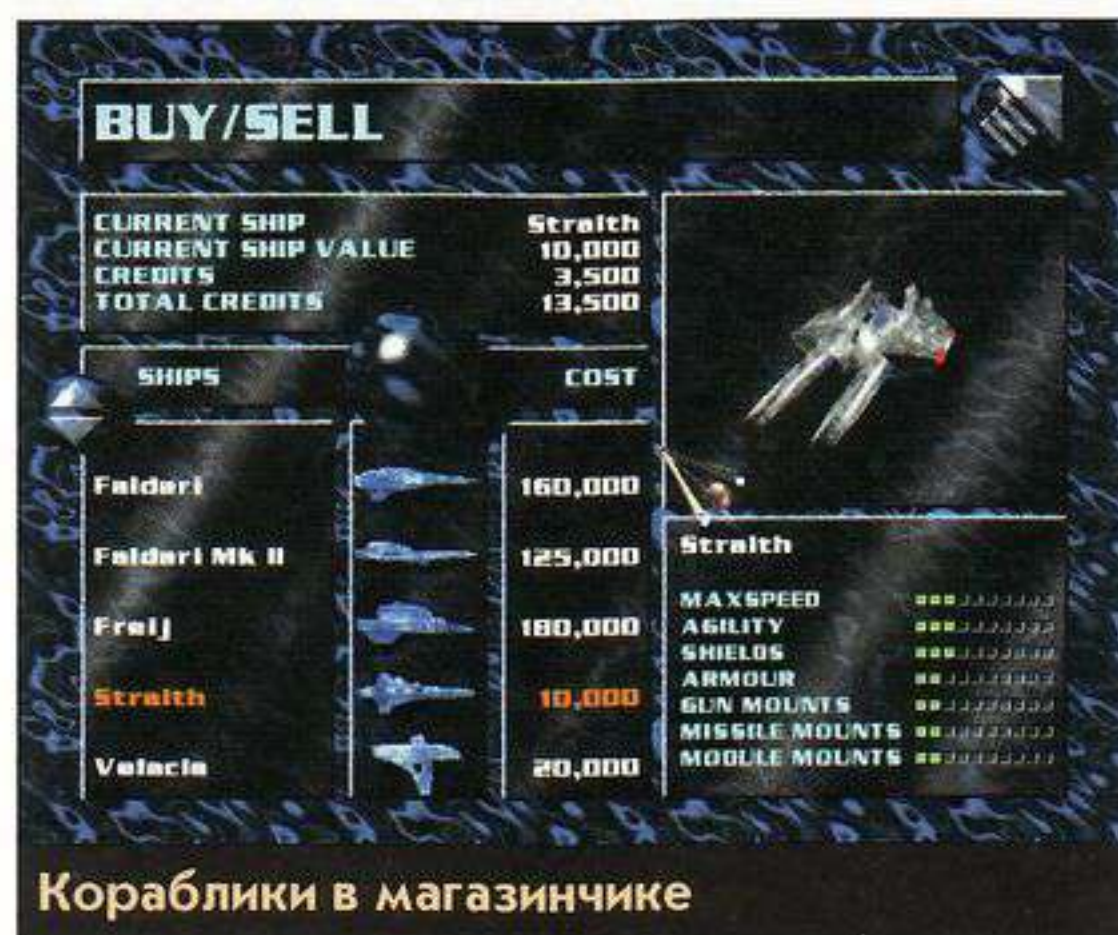 BUY/SELL
CURRENT SHIP Straith
CURRENT SHIP VALUE 10,000
CREDITS 3,500
TOTAL CREDITS 13,500
SHIPS COST
Faldari 160,000
Faldari Mk II 125,000
Freij 180,000
Straith 10,000
Velacia 20,000
Straith
MAXSPEED
AGILITY
SHIELDS
ARMOUR
GUN MOUNTS
MISSILE MOUNTS
MODULE MOUNTS
Кораблики в магазинчике